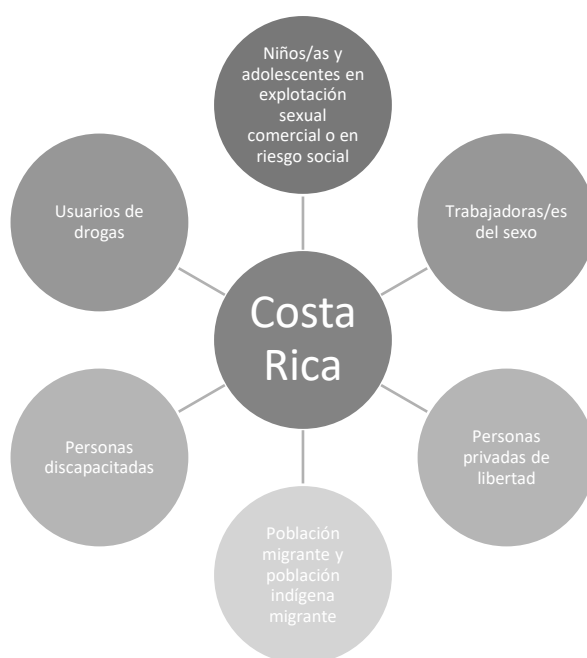 Niños/as y
adolescentes en
explotación
sexual
comercial o en
riesgo social
Usuarios de
drogas
Trabajadoras/es
del sexo
Costa
Rica
Personas
discapacitadas
Personas
privadas de
libertad
Población
migrante y
población
indígena
migrante